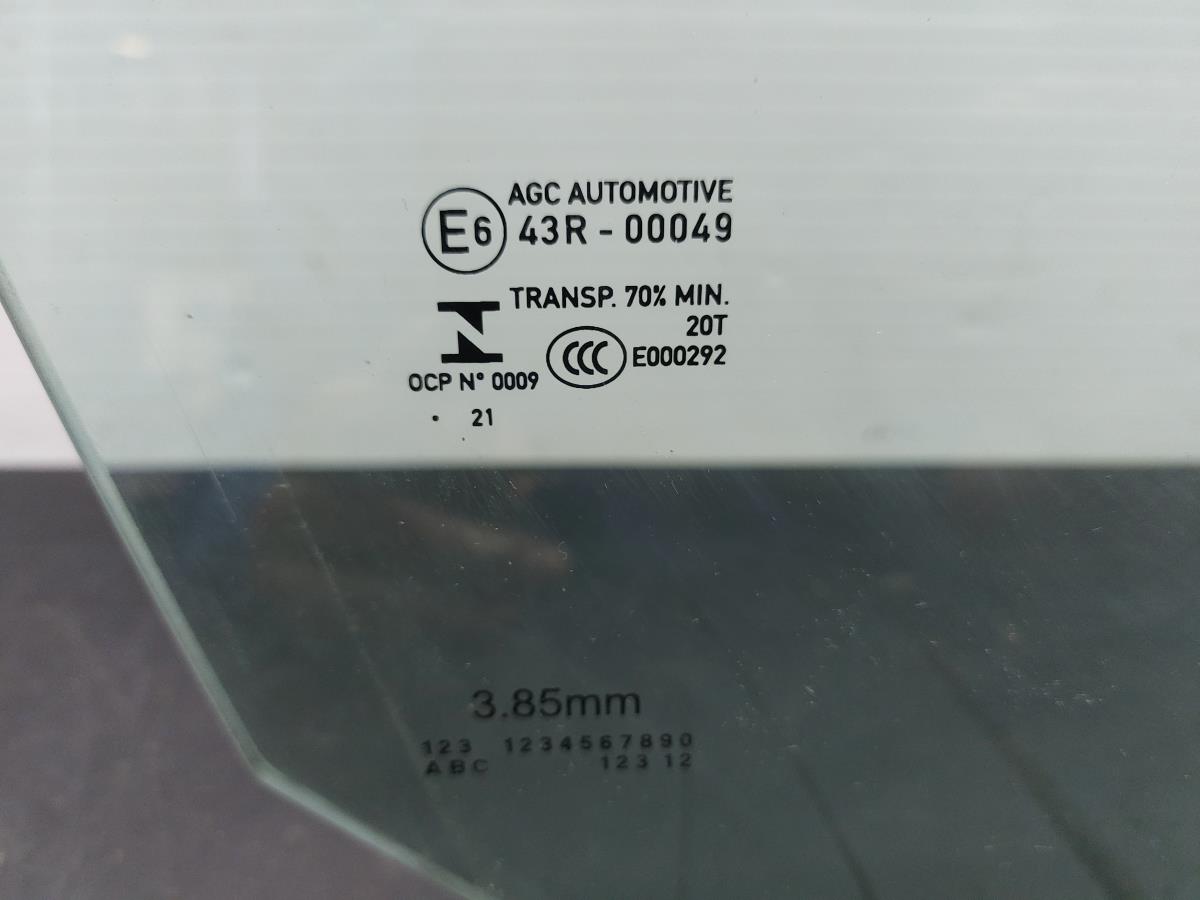 AGC AUTOMOTIVE
E6 43R - 00049
TRANSP. 70% MIN.
20T
CCC E000292
OCP N° 0009
· 21
3.85mm
123 1234567890
ABC 123 12